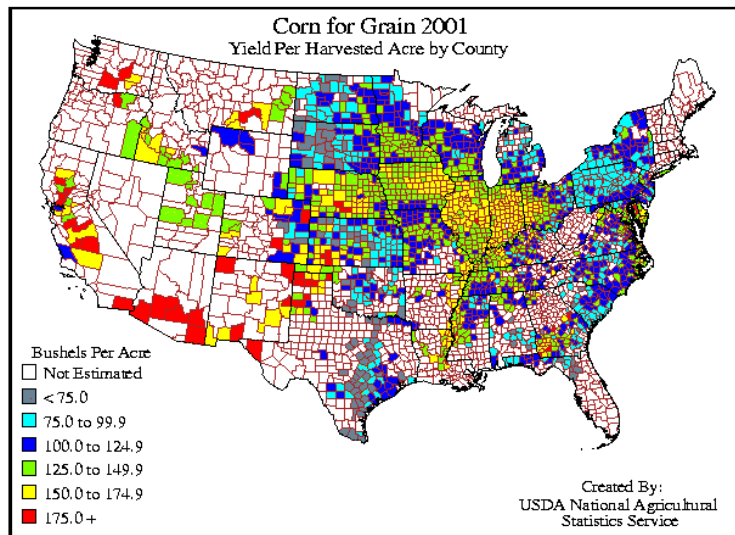 Corn for Grain 2001
Yield Per Harvested Acre by County
Bushels Per Acre
Not Estimated
< 75.0
75.0 to 99.9
100.0 to 124.9
125.0 to 149.9
150.0 to 174.9
175.0 +
Created By:
USDA National Agricultural
Statistics Service